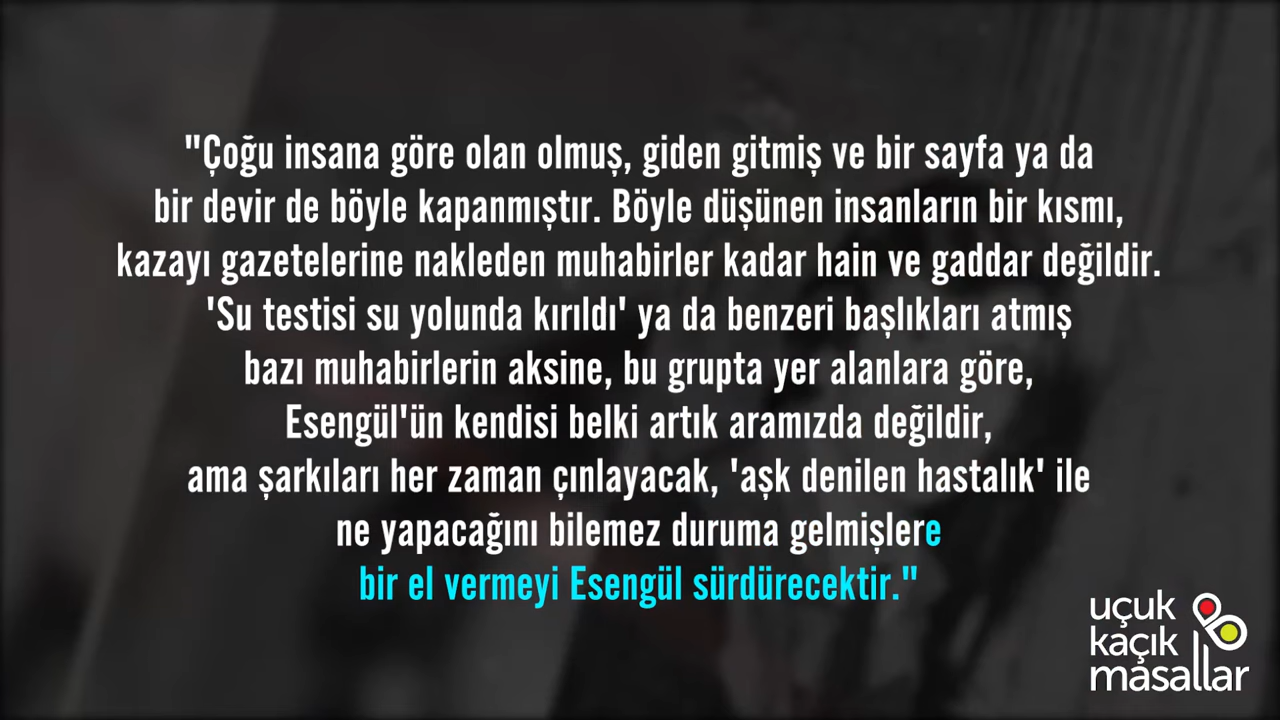 "Çoğu insana göre olan olmuş, giden gitmiş ve bir sayfa ya da
bir devir de böyle kapanmıştır. Böyle düşünen insanların bir kısmı,
kazayı gazetelerine nakleden muhabirler kadar hain ve gaddar değildir.
'Su testisi su yolunda kırıldı' ya da benzeri başlıkları atmış
bazı muhabirlerin aksine, bu grupta yer alanlara göre,
Esengül'ün kendisi belki artık aramızda değildir,
ama şarkıları her zaman çınlayacak, 'aşk denilen hastalık' ile
ne yapacağını bilemez duruma gelmişlere
bir el vermeyi Esengül sürdürecektir."
uçuk
kaçık
masallar